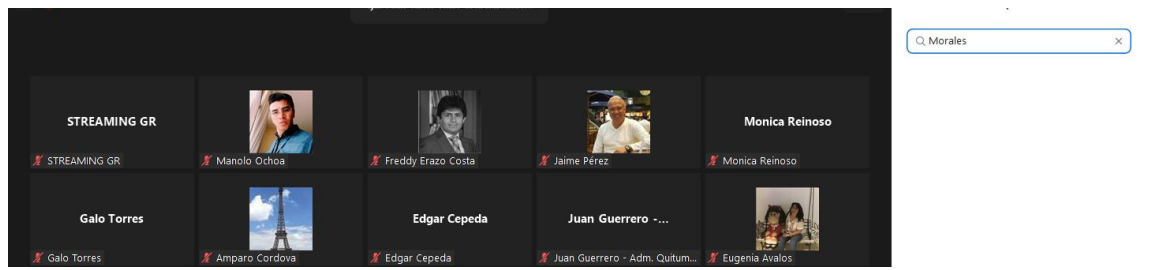 Morales
STREAMING GR
Monica Reinoso
STREAMING GR
Manolo Ochoa
Freddy Erazo Costa
Jaime Pérez
Monica Reinoso
Galo Torres
Edgar Cepeda
Juan Guerrero -...
Galo Torres
Amparo Cordova
Edgar Cepeda
Juan Guerrero - Adm. Quitum...
Eugenia Avalos